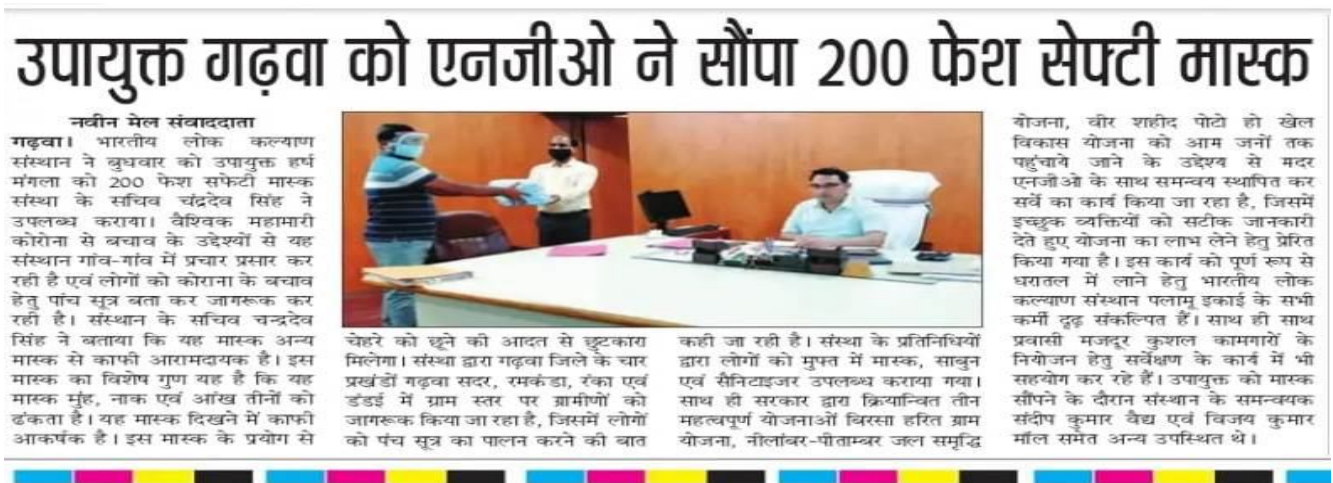 उपायुक्त गढ़वा को एनजीओ ने सौंपा 200 फेश सेफ्टी मास्क
नवीन मेल संवाददाता
गढ़वा। भारतीय लोक कल्याण
संस्थान ने बुधवार को उपायुक्त हर्ष
मंगला को 200 फेश सफेटी मास्क
संस्था के सचिव चंद्रदेव सिंह ने
उपलब्ध कराया। वैश्विक महामारी
कोरोना से बचाव के उद्देश्यों से यह
संस्थान गांव-गांव में प्रचार प्रसार कर
रही है एवं लोगों को कोराना के बचाव
हेतु पांच सूत्र बता कर जागरूक कर
रही है। संस्थान के सचिव चन्द्रदेव
सिंह ने बताया कि यह मास्क अन्य
मास्क से काफी आरामदायक है। इस
मास्क का विशेष गुण यह है कि यह
मास्क मुंह, नाक एवं आंख तीनों को
ढंकता है। यह मास्क दिखने में काफी
आकर्षक है। इस मास्क के प्रयोग से
चेहरे को छूने की आदत से छुटकारा
मिलेगा। संस्था द्वारा गढ़वा जिले के चार
प्रखंडों गढ़वा सदर, रमकंडा, रंका एवं
डंडई में ग्राम स्तर पर ग्रामीणों को
जागरूक किया जा रहा है, जिसमें लोगों
को पंच सूत्र का पालन करने की बात
कही जा रही है। संस्था के प्रतिनिधियों
द्वारा लोगों को मुफ्त में मास्क, साबुन
एवं सैनिटाइजर उपलब्ध कराया गया।
साथ ही सरकार द्वारा क्रियान्वित तीन
महत्वपूर्ण योजनाओं बिरसा हरित ग्राम
योजना, नीलांबर-पीताम्बर जल समृद्धि
योजना, वीर शहीद पोटो हो खेल
विकास योजना को आम जनों तक
पहुंचाये जाने के उद्देश्य से मदर
एनजीओ के साथ समन्वय स्थापित कर
सर्वे का कार्य किया जा रहा है, जिसमें
इच्छुक व्यक्तियों को सटीक जानकारी
देते हुए योजना का लाभ लेने हेतु प्रेरित
किया गया है। इस कार्य को पूर्ण रूप से
धरातल में लाने हेतु भारतीय लोक
कल्याण संस्थान पलामू इकाई के सभी
कर्मी दृढ़ संकल्पित हैं। साथ ही साथ
प्रवासी मजदूर कुशल कामगारों के
नियोजन हेतु सर्वेक्षण के कार्य में भी
सहयोग कर रहे हैं। उपायुक्त को मास्क
सौंपने के दौरान संस्थान के समन्वयक
संदीप कुमार वैद्य एवं विजय कुमार
मॉल समेत अन्य उपस्थित थे।